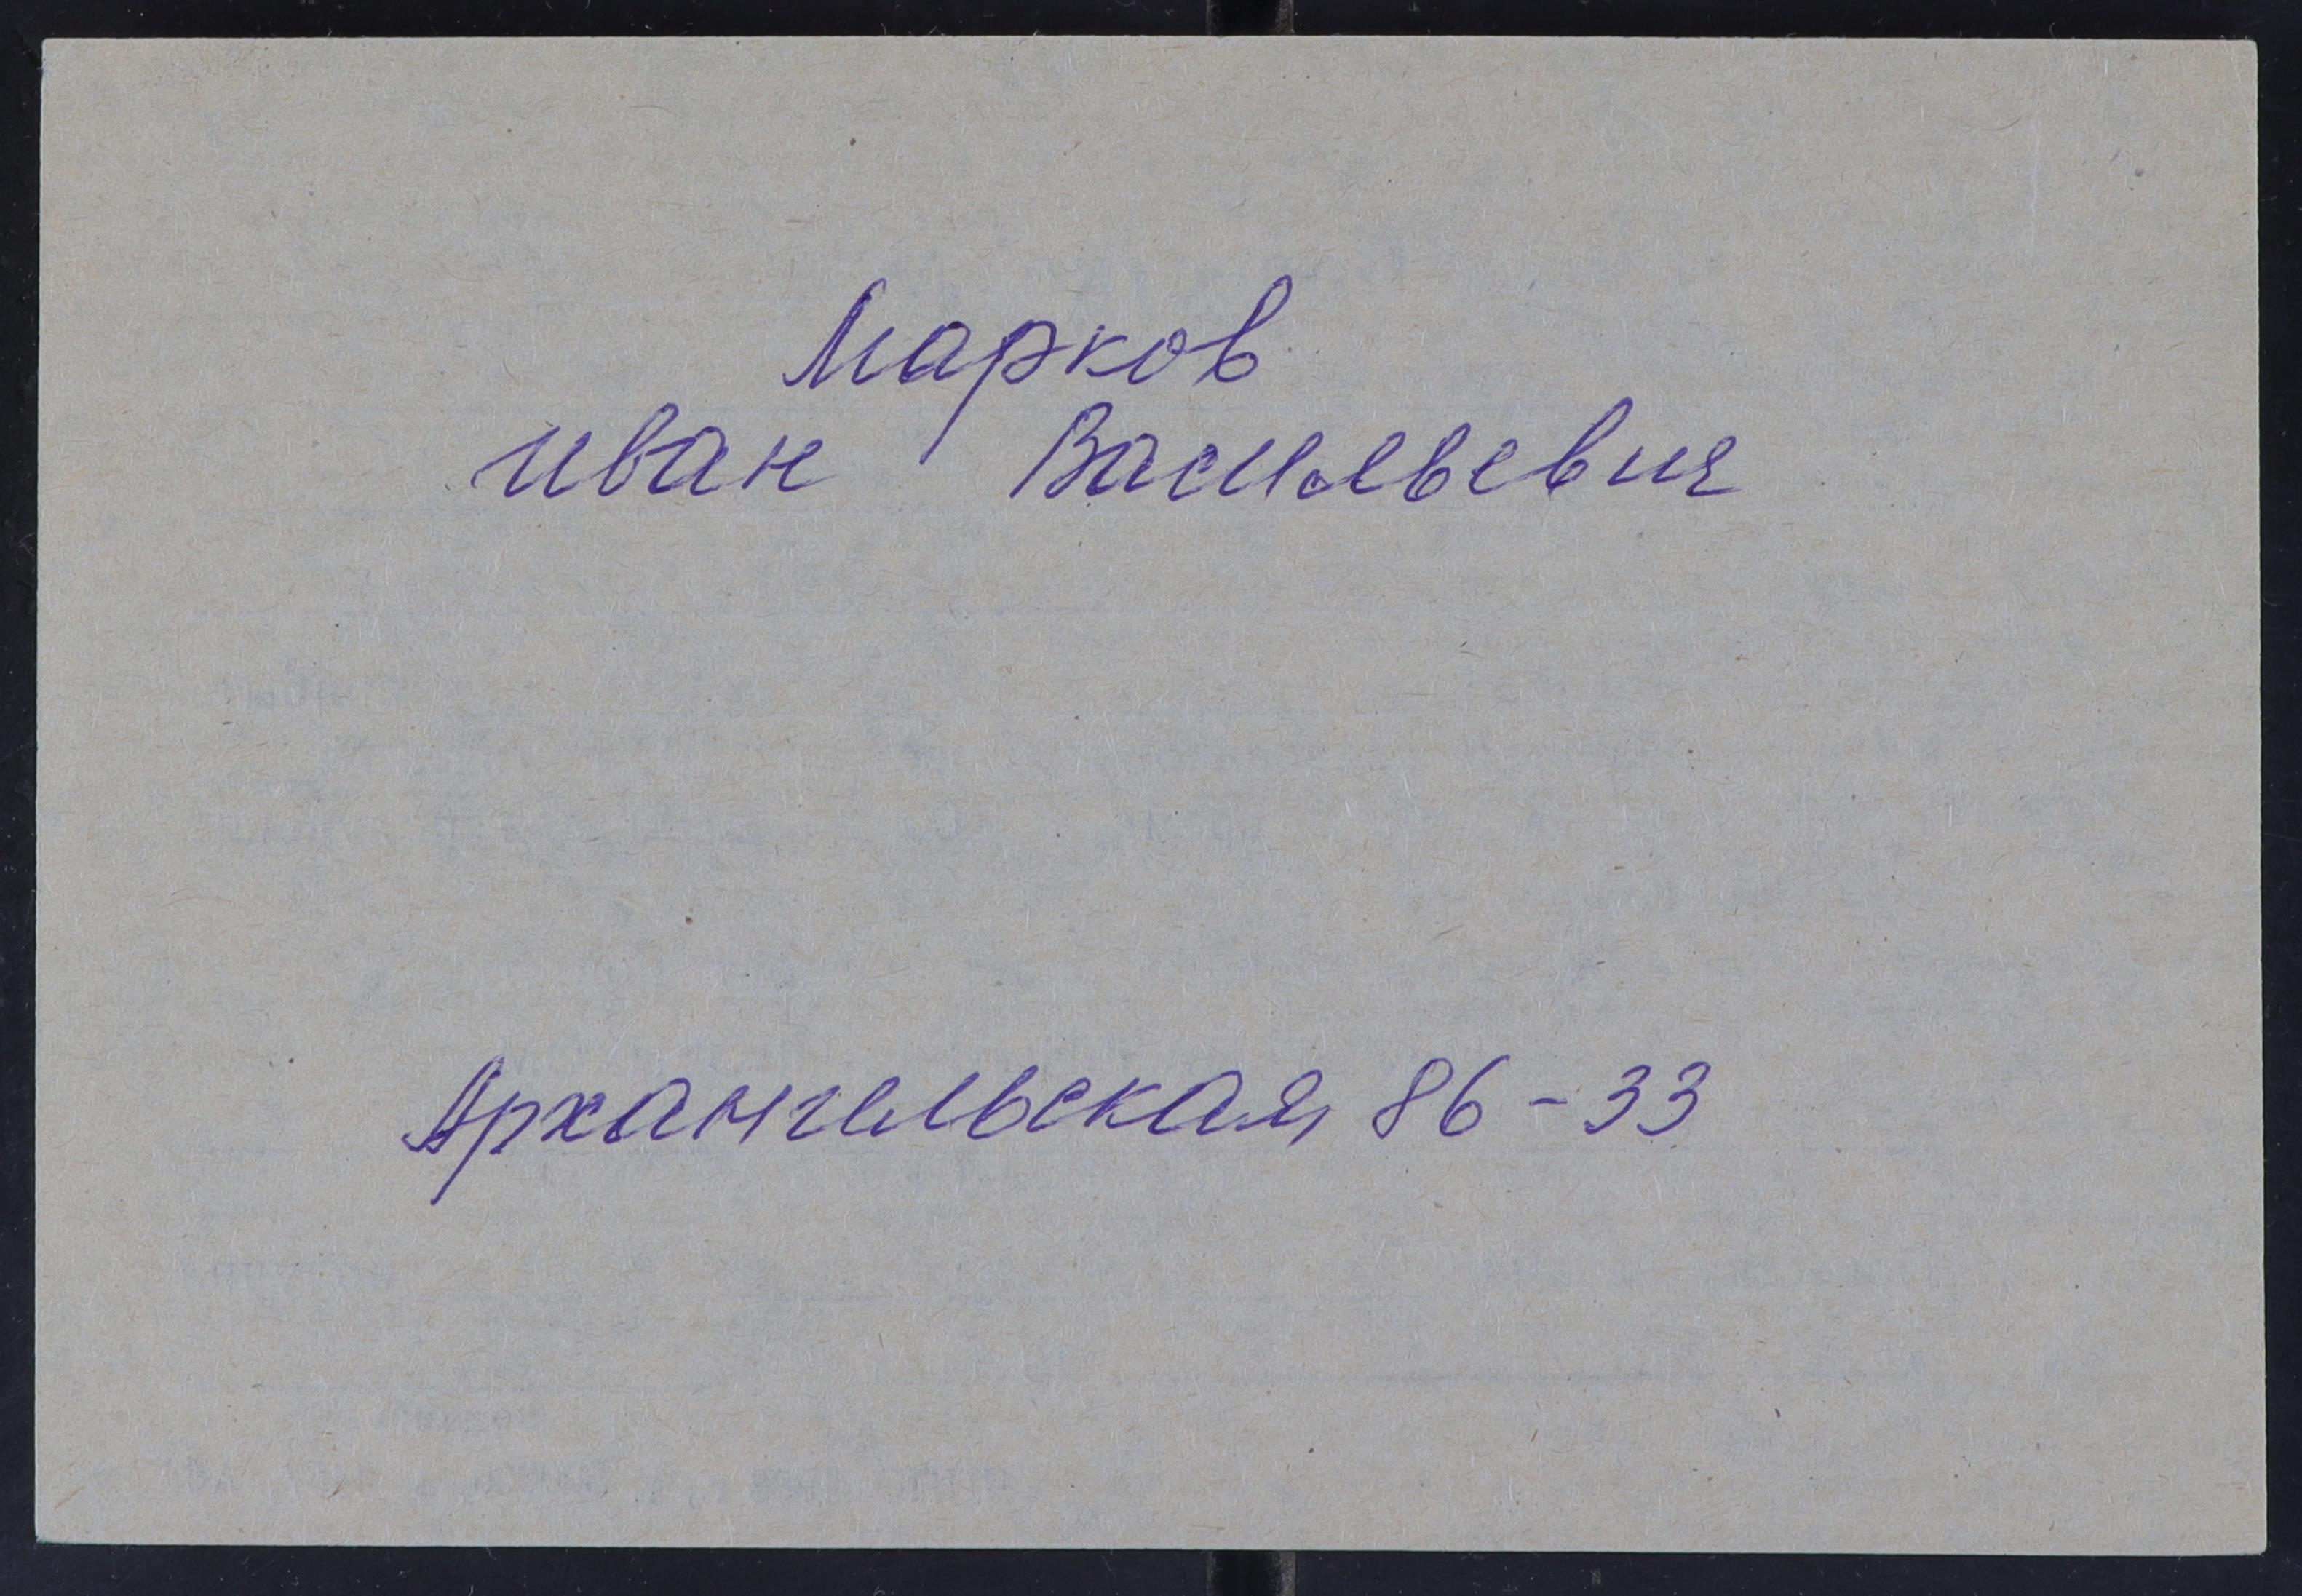 Марков
Иван Васильевич
Архангельская 86-33